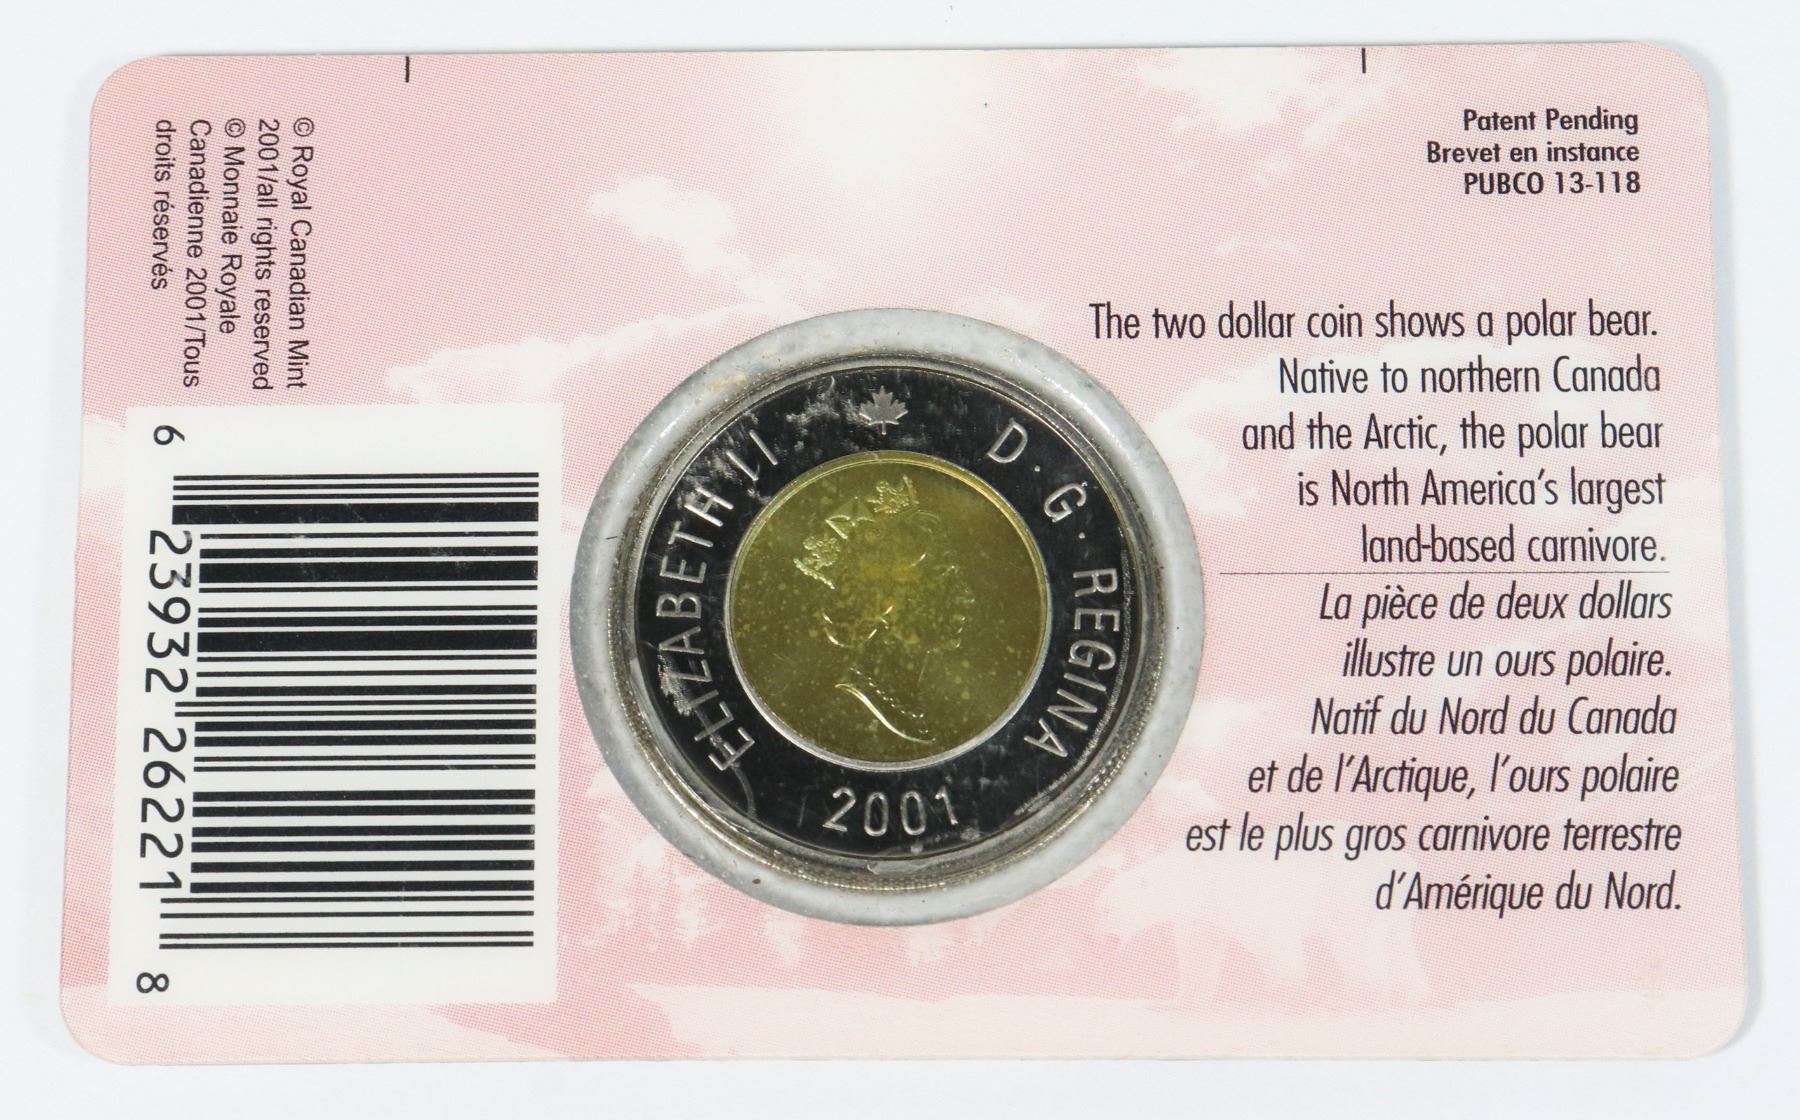 © Royal Canadian Mint
2001/all rights reserved
© Monnaie Royale
Canadienne 2001/Tous
droits réservés
Patent Pending
Brevet en instance
PUBCO 13-118
The two dollar coin shows a polar bear.
Native to northern Canada
and the Arctic, the polar bear
is North America's largest
land-based carnivore.
La pièce de deux dollars
illustre un ours polaire.
Natif du Nord du Canada
et de l'Arctique, l'ours polaire
est le plus gros carnivore terrestre
d'Amérique du Nord.
ELIZABETH II D·G·REGINA
2001
6 23932 26221 8